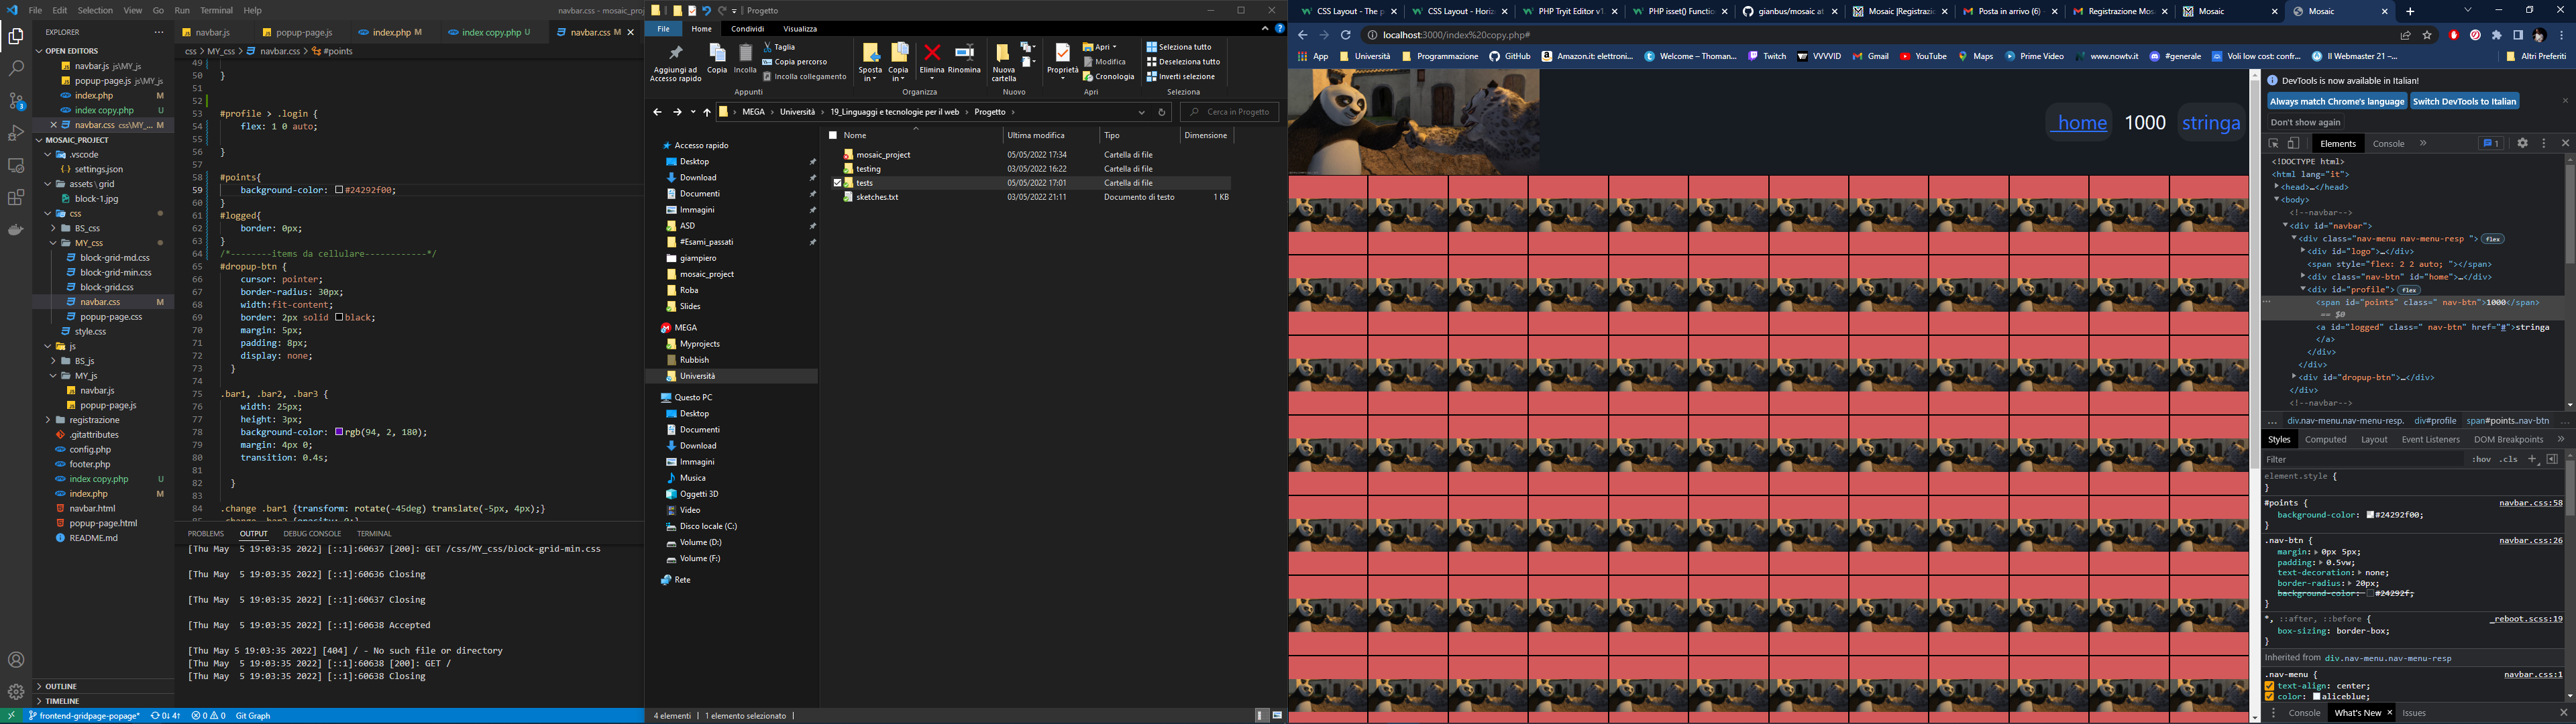 File Edit Selection View Go Run Terminal Help
navbar.css - mosaic_proj
EXPLORER
OPEN EDITORS
navbar.js js\MY_js
popup-page.js js\MY_js
index.php M
index copy.php U
navbar.css css\MY_... M
MOSAIC_PROJECT
.vscode
settings.json
assets\grid
block-1.jpg
css
BS_css
MY_css
block-grid-md.css
block-grid-min.css
block-grid.css
navbar.css M
popup-page.css
style.css
js
BS_js
MY_js
navbar.js
popup-page.js
registrazione
.gitattributes
config.php
footer.php
index copy.php U
index.php M
navbar.html
popup-page.html
README.md
OUTLINE
TIMELINE
navbar.js popup-page.js index.php M index copy.php U navbar.css M
css > MY_css > navbar.css > #points
49
50 }
51
52
53 #profile > .login {
54 flex: 1 0 auto;
55
56 }
57
58 #points{
59 background-color: #24292f00;
60 }
61 #logged{
62 border: 0px;
63 }
64 /*--------items da cellulare------------*/
65 #dropup-btn {
66 cursor: pointer;
67 border-radius: 30px;
68 width:fit-content;
69 border: 2px solid black;
70 margin: 5px;
71 padding: 8px;
72 display: none;
73 }
74
75 .bar1, .bar2, .bar3 {
76 width: 25px;
77 height: 3px;
78 background-color: rgb(94, 2, 180);
79 margin: 4px 0;
80 transition: 0.4s;
81
82 }
83
84 .change .bar1 {transform: rotate(-45deg) translate(-5px, 4px);}
PROBLEMS OUTPUT DEBUG CONSOLE TERMINAL
[Thu May 5 19:03:35 2022] [::1]:60637 [200]: GET /css/MY_css/block-grid-min.css
[Thu May 5 19:03:35 2022] [::1]:60636 Closing
[Thu May 5 19:03:35 2022] [::1]:60637 Closing
[Thu May 5 19:03:35 2022] [::1]:60638 Accepted
[Thu May 5 19:03:35 2022] [404] / - No such file or directory
[Thu May 5 19:03:35 2022] [::1]:60638 [200]: GET /
[Thu May 5 19:03:35 2022] [::1]:60638 Closing
frontend-gridpage-popage* 0↓ 4↑ 0 0 Git Graph
Progetto
File Home Condividi Visualizza
Aggiungi ad Accesso rapido
Copia
Incolla
Taglia
Copia percorso
Incolla collegamento
Appunti
Sposta in
Copia in
Elimina
Rinomina
Organizza
Nuova cartella
Nuovo
Proprietà
Apri
Modifica
Cronologia
Apri
Seleziona tutto
Deseleziona tutto
Inverti selezione
Seleziona
MEGA > Università > 19_Linguaggi e tecnologie per il web > Progetto >
Cerca in Progetto
Accesso rapido
Desktop
Download
Documenti
Immagini
ASD
#Esami_passati
giampiero
mosaic_project
Roba
Slides
MEGA
Myprojects
Rubbish
Università
Questo PC
Desktop
Documenti
Download
Immagini
Musica
Oggetti 3D
Video
Disco locale (C:)
Volume (D:)
Volume (F:)
Rete
Nome Ultima modifica Tipo Dimensione
mosaic_project 05/05/2022 17:34 Cartella di file
testing 03/05/2022 16:22 Cartella di file
tests 05/05/2022 17:01 Cartella di file
sketches.txt 03/05/2022 21:11 Documento di testo 1 KB
4 elementi 1 elemento selezionato
CSS Layout - The p CSS Layout - Horiz PHP Tryit Editor v1. PHP isset() Functio gianbus/mosaic at Mosaic |Registrazio Posta in arrivo (6) Registrazione Mos Mosaic Mosaic
localhost:3000/index%20copy.php#
App Università Programmazione GitHub Amazon.it: elettroni... Welcome – Thoman... Twitch VVVVID Gmail YouTube Maps Prime Video www.nowtv.it #generale Voli low cost: confr... Il Webmaster 21 –... Altri Preferiti
home 1000 stringa
DevTools is now available in Italian!
Always match Chrome's language Switch DevTools to Italian
Don't show again
Elements Console 1
<!DOCTYPE html>
<html lang="it">
<head>…</head>
<body>
<!--navbar-->
<div id="navbar">
<div class="nav-menu nav-menu-resp "> flex
<div id="logo">…</div>
<span style="flex: 2 2 auto; "></span>
<div class="nav-btn" id="home">…</div>
<div id="profile"> flex
<span id="points" class=" nav-btn">1000</span>
== $0
<a id="logged" class=" nav-btn" href="#">stringa
</a>
</div>
</div>
<div id="dropup-btn">…</div>
</div>
<!--navbar-->
... div.nav-menu.nav-menu-resp. div#profile span#points..nav-btn ...
Styles Computed Layout Event Listeners DOM Breakpoints
Filter :hov .cls
element.style {
}
#points { navbar.css:58
background-color: #24292f00;
}
.nav-btn { navbar.css:26
margin: 0px 5px;
padding: 0.5vw;
text-decoration: none;
border-radius: 20px;
background-color: #24292f;
}
*, ::after, ::before { _reboot.scss:19
box-sizing: border-box;
}
Inherited from div.nav-menu.nav-menu-resp
.nav-menu { navbar.css:1
text-align: center;
color: aliceblue;
Console What's New Issues